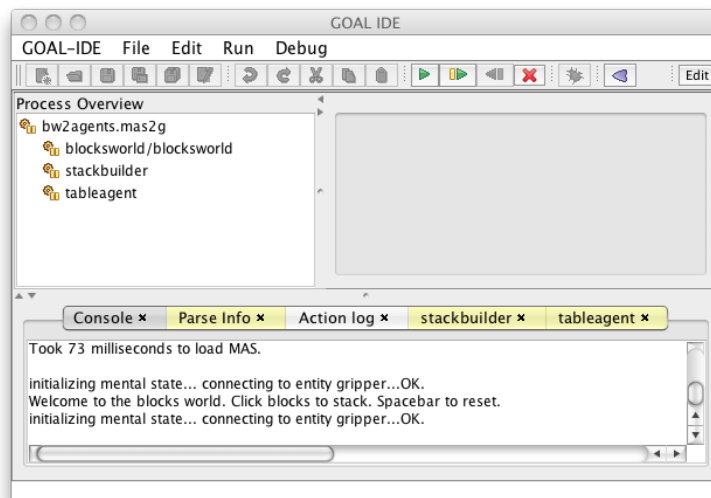 GOAL IDE
GOAL-IDE File Edit Run Debug
Edit
Process Overview
bw2agents.mas2g
blocksworld/blocksworld
stackbuilder
tableagent
Console × Parse Info × Action log × stackbuilder × tableagent ×
Took 73 milliseconds to load MAS.
initializing mental state... connecting to entity gripper...OK.
Welcome to the blocks world. Click blocks to stack. Spacebar to reset.
initializing mental state... connecting to entity gripper...OK.